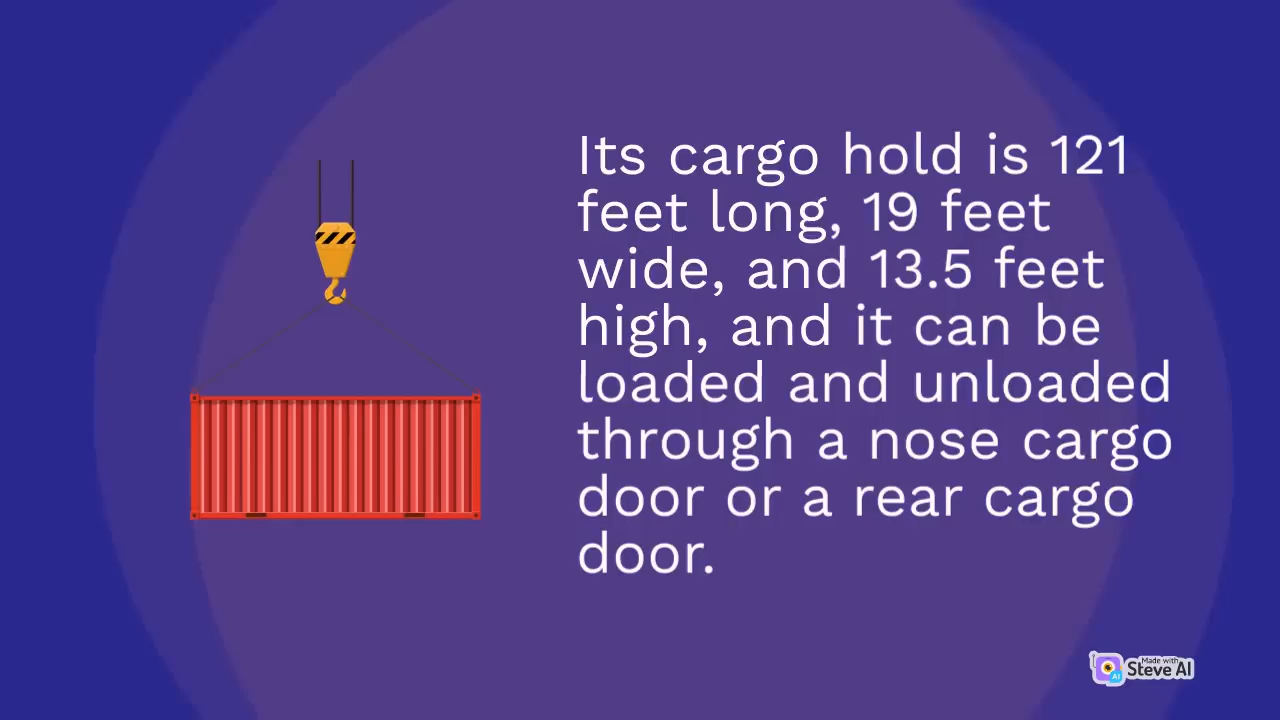 Its cargo hold is 121
feet long, 19 feet
wide, and 13.5 feet
high, and it can be
loaded and unloaded
through a nose cargo
door or a rear cargo
door.
Made with
Steve AI
AI